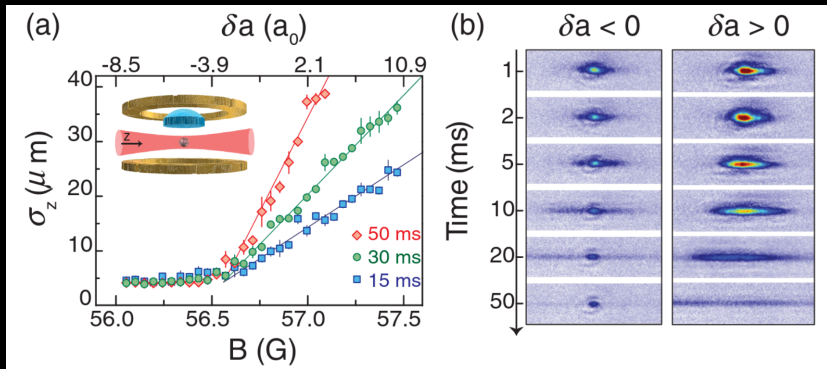 (a)
δa (a₀)
-8.5 -3.9 2.1 10.9
40
30
20
10
0
σz (μm)
z
50 ms
30 ms
15 ms
56.0 56.5 57.0 57.5
B (G)
(b)
δa < 0 δa > 0
Time (ms)
1
2
5
10
20
50